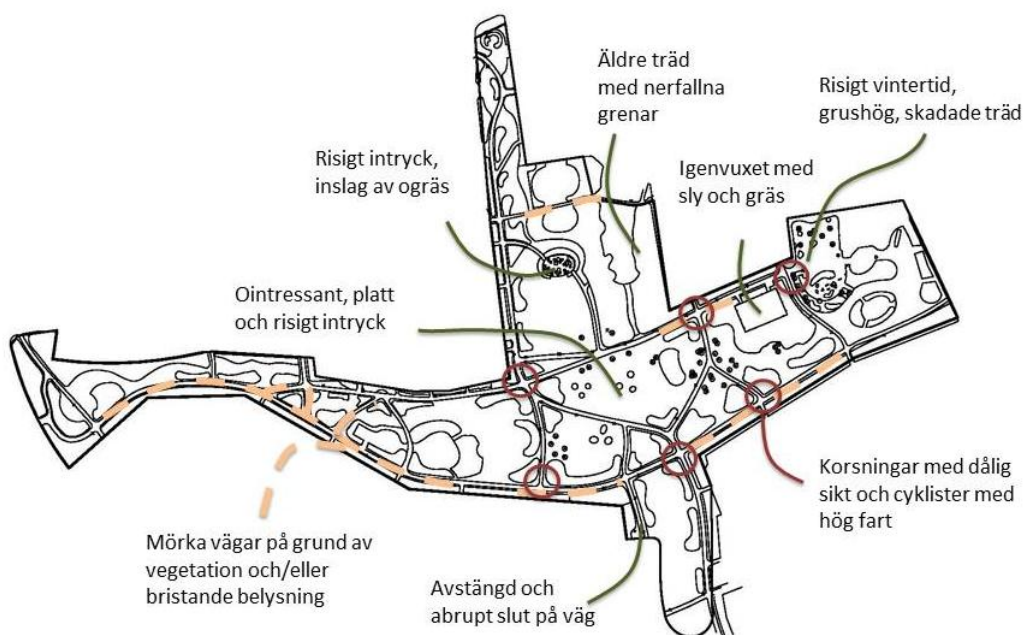 Äldre träd
med nerfallna
grenar
Risigt vintertid,
grushög, skadade träd
Risigt intryck,
inslag av ogräs
Igenvuxet med
sly och gräs
Ointressant, platt
och risigt intryck
Korsningar med dålig
sikt och cyklister med
hög fart
Mörka vägar på grund av
vegetation och/eller
bristande belysning
Avstängd och
abrupt slut på väg